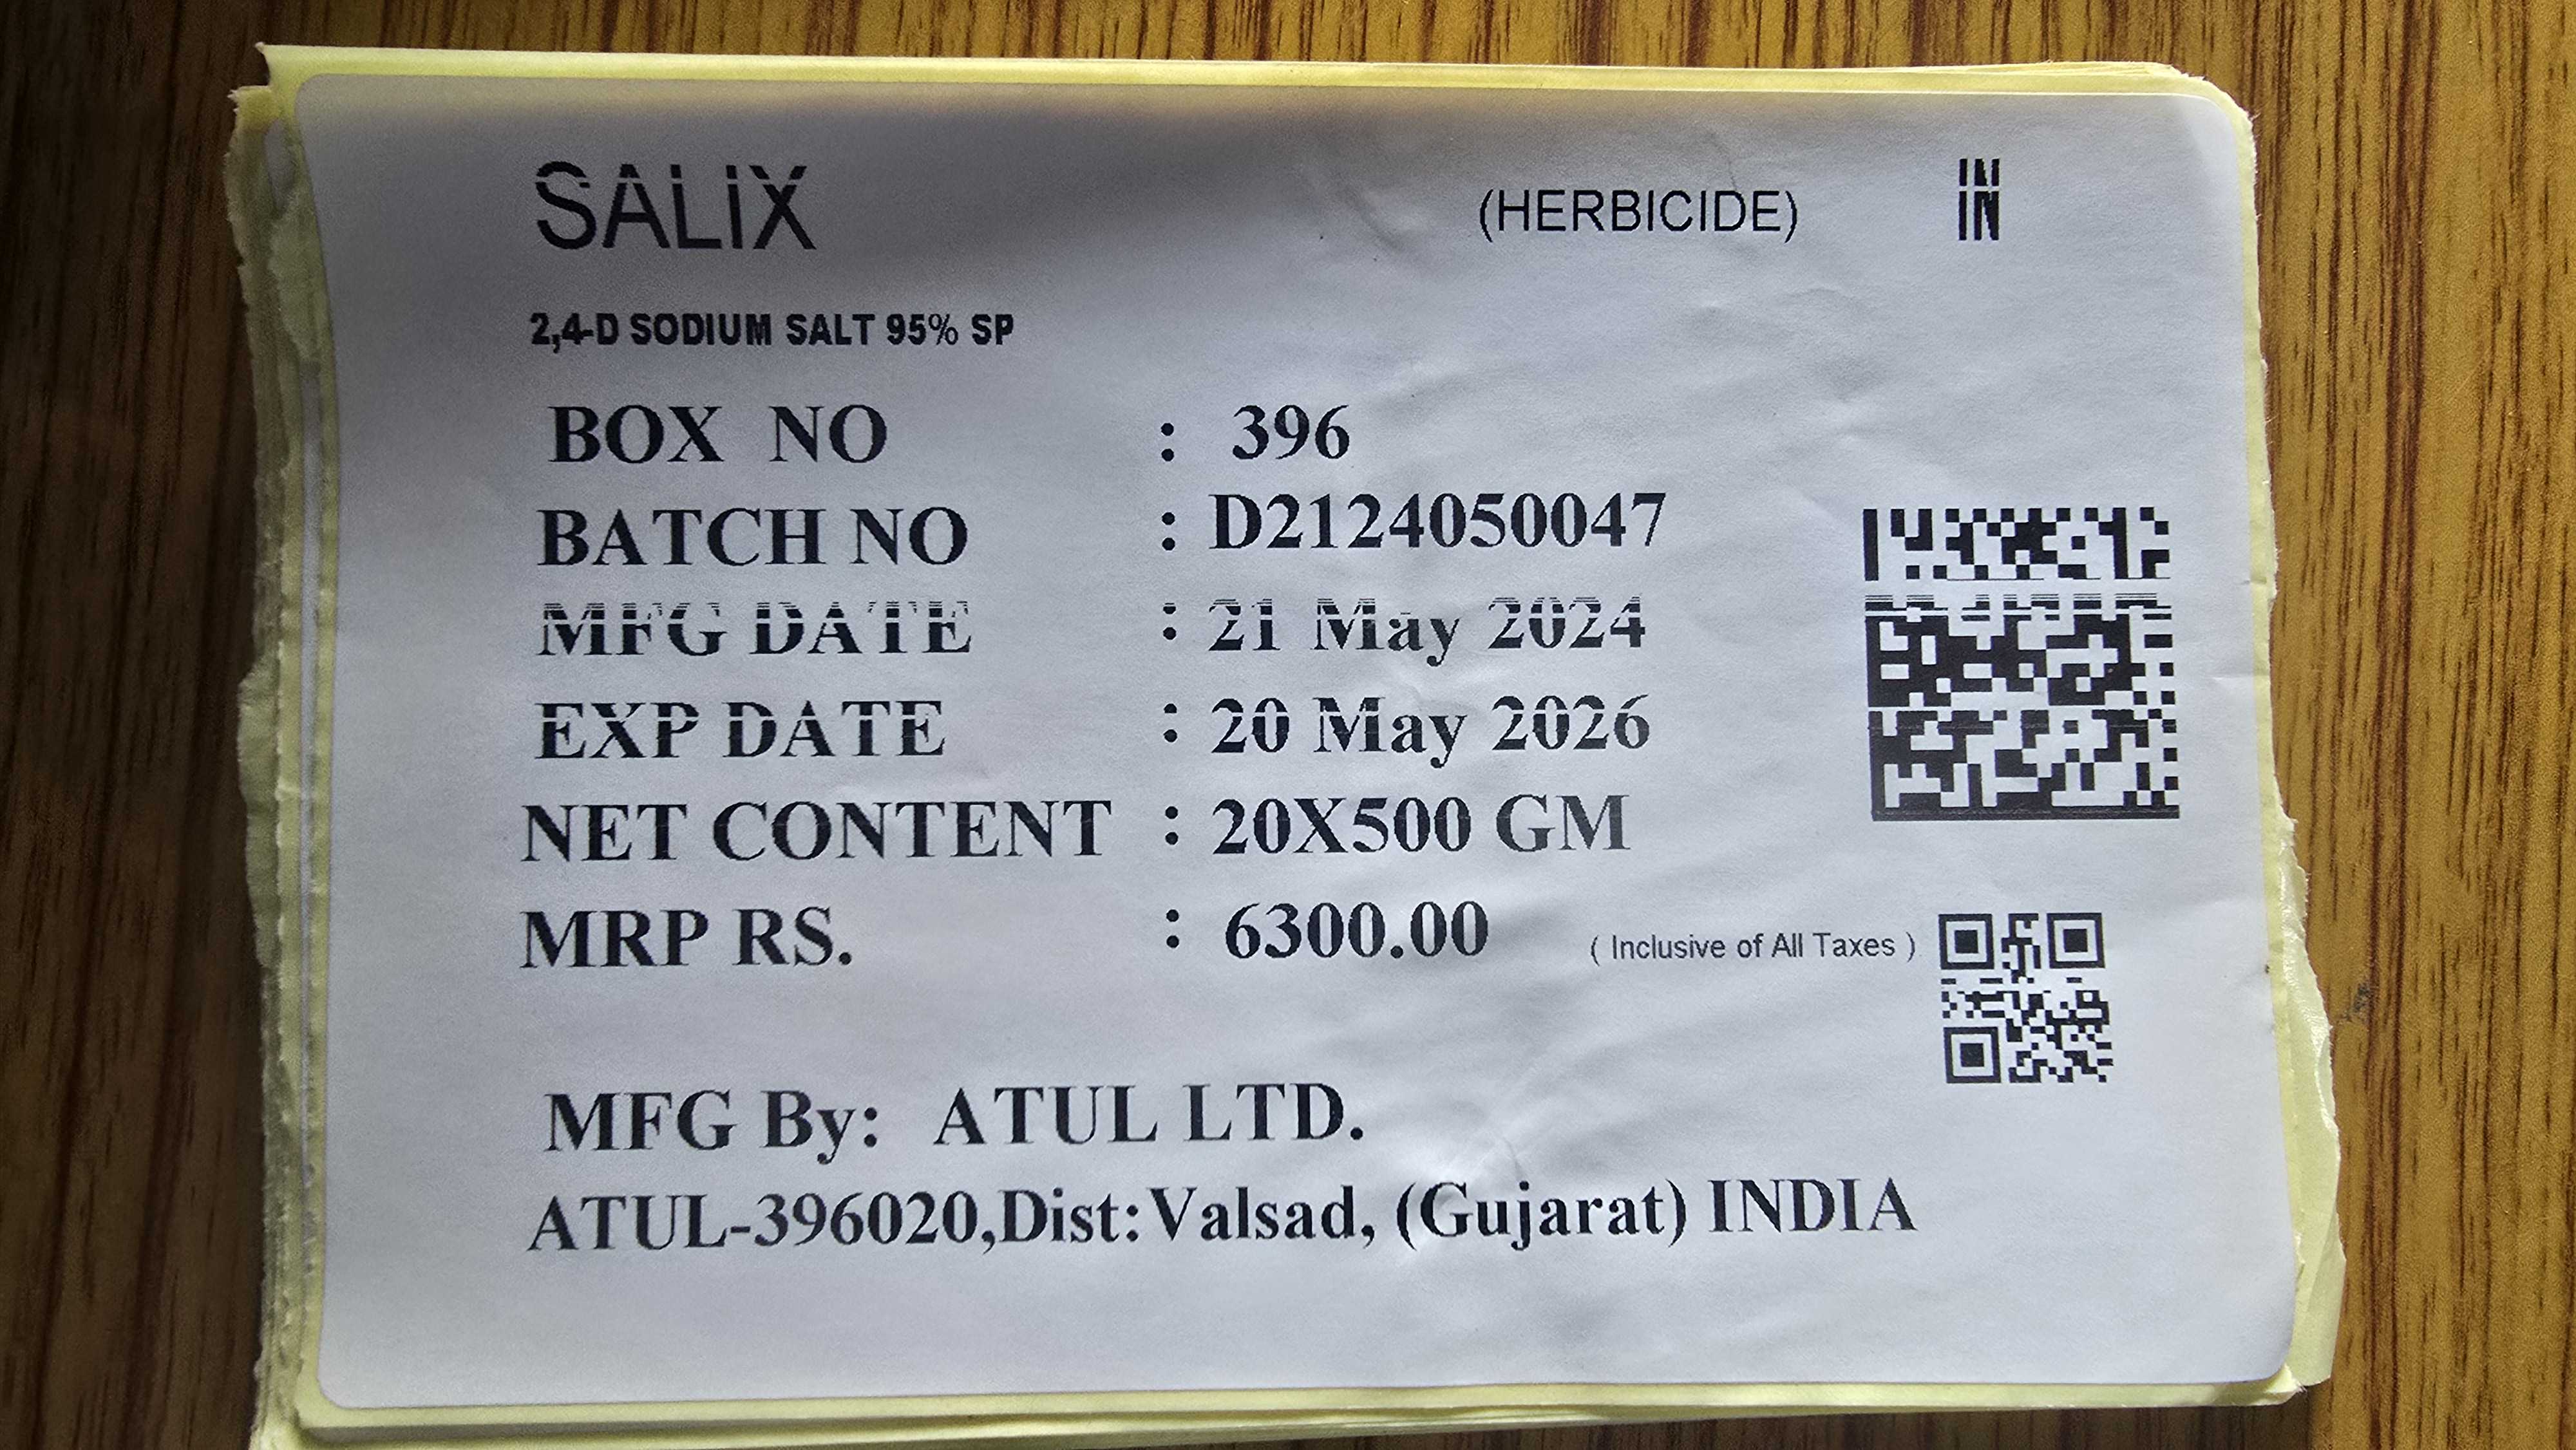 SALIX (HERBICIDE) IN
2,4-D SODIUM SALT 95% SP
BOX NO : 396
BATCH NO : D2124050047
MFG DATE : 21 May 2024
EXP DATE : 20 May 2026
NET CONTENT : 20X500 GM
MRP RS. : 6300.00 ( Inclusive of All Taxes )
MFG By: ATUL LTD.
ATUL-396020,Dist:Valsad, (Gujarat) INDIA